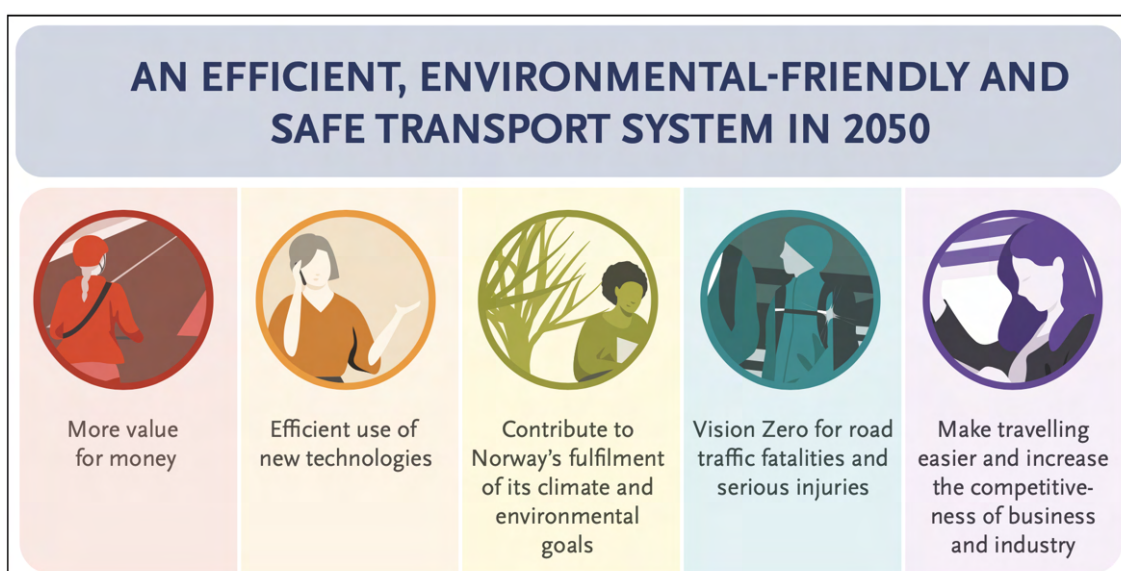 AN EFFICIENT, ENVIRONMENTAL-FRIENDLY AND
SAFE TRANSPORT SYSTEM IN 2050
More value
for money
Efficient use of
new technologies
Contribute to
Norway's fulfilment
of its climate and
environmental
goals
Vision Zero for road
traffic fatalities and
serious injuries
Make travelling
easier and increase
the competitive-
ness of business
and industry